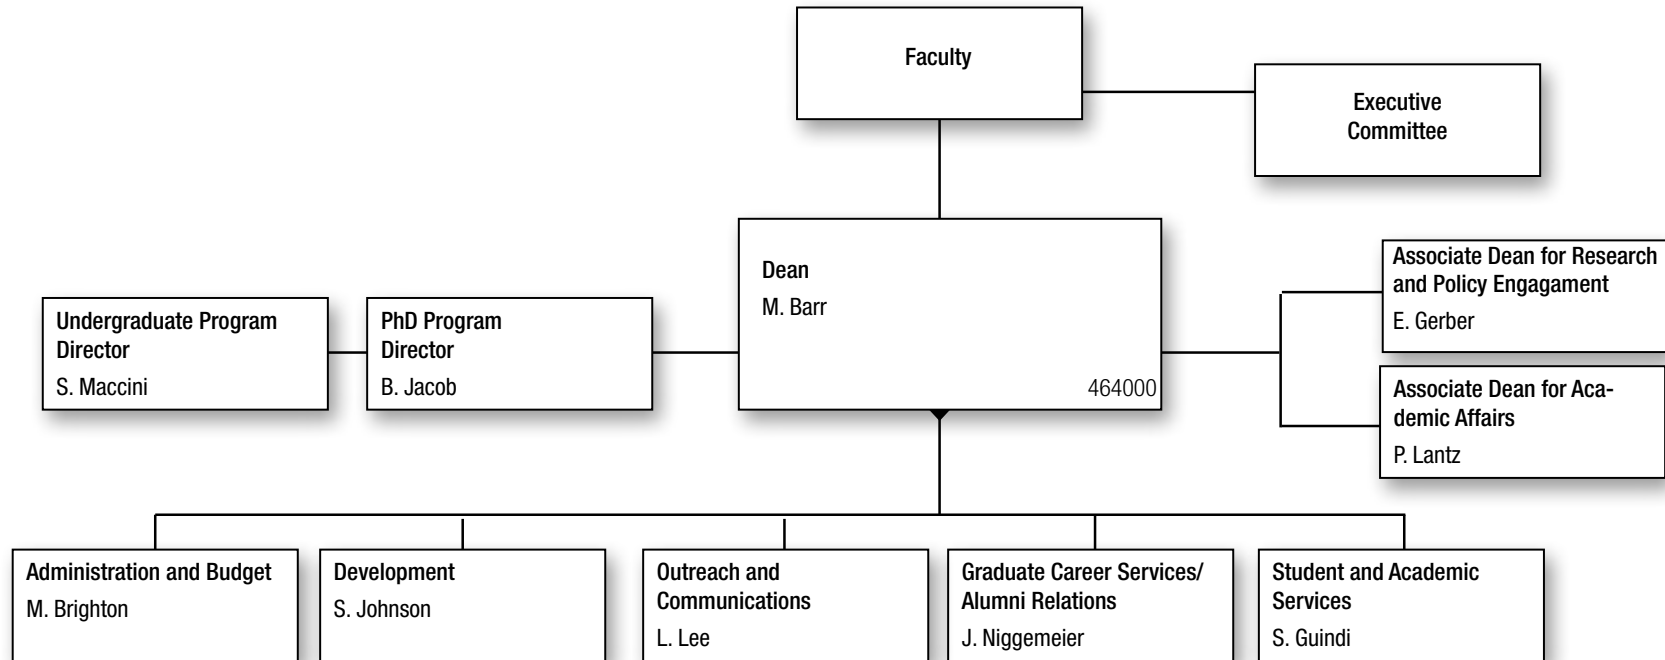 Faculty
Executive
Committee
Dean
M. Barr
464000
Undergraduate Program
Director
S. Maccini
PhD Program
Director
B. Jacob
Associate Dean for Research
and Policy Engagament
E. Gerber
Associate Dean for Aca-
demic Affairs
P. Lantz
Administration and Budget
M. Brighton
Development
S. Johnson
Outreach and
Communications
L. Lee
Graduate Career Services/
Alumni Relations
J. Niggemeier
Student and Academic
Services
S. Guindi